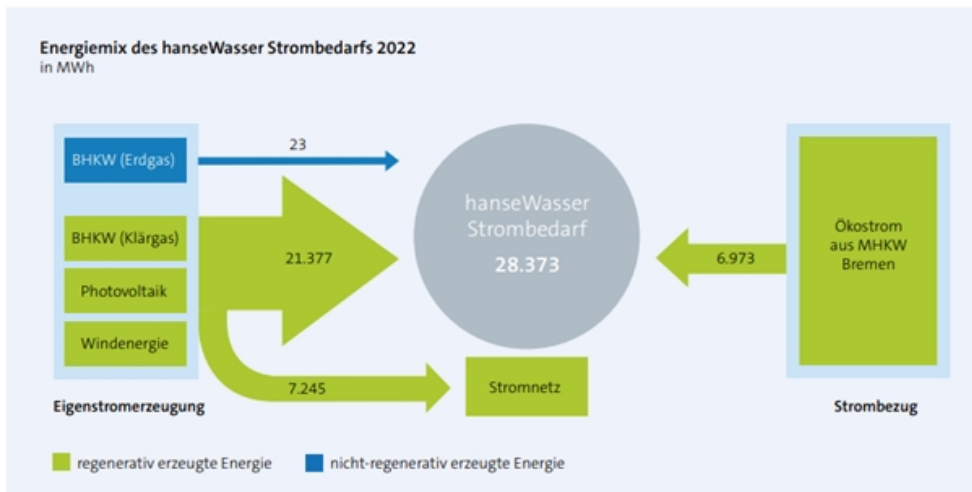 Energiemix des hanseWasser Strombedarfs 2022
in MWh
BHKW (Erdgas)
23
BHKW (Klärgas)
Photovoltaik
Windenergie
21.377
7.245
hanseWasser
Strombedarf
28.373
Stromnetz
6.973
Ökostrom
aus MHKW
Bremen
Eigenstromerzeugung
Strombezug
regenerativ erzeugte Energie
nicht-regenerativ erzeugte Energie